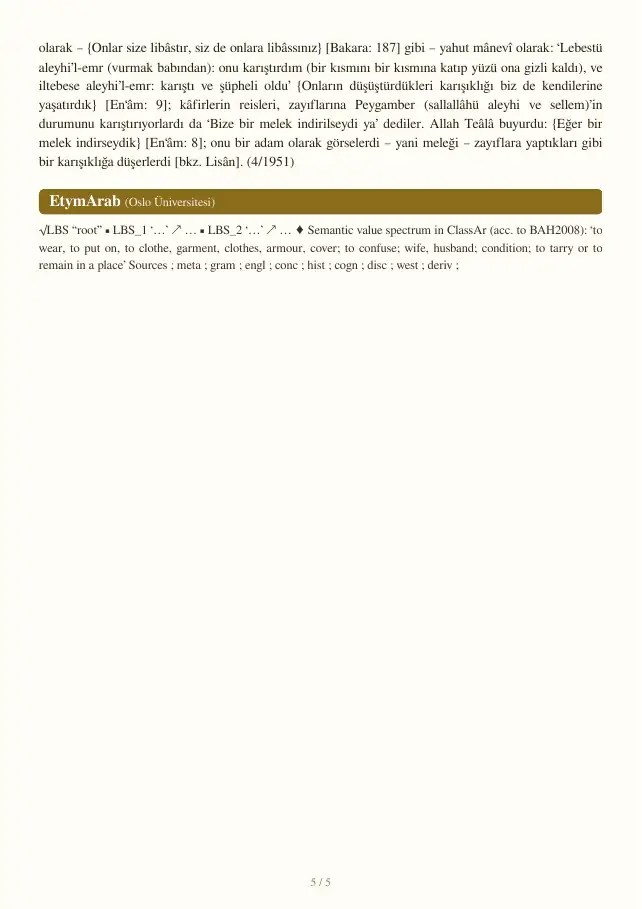 olarak – {Onlar size libâstır, siz de onlara libâssınız} [Bakara: 187] gibi – yahut mânevî olarak: ‘Lebestü
aleyhi’l-emr (vurmak babından): onu karıştırdım (bir kısmını bir kısmına katıp yüzü ona gizli kaldı), ve
iltebese aleyhi’l-emr: karıştı ve şüpheli oldu’ {Onların düşüştürdükleri karışıklığı biz de kendilerine
yaşatırdık} [En‘âm: 9]; kâfirlerin reisleri, zayıflarına Peygamber (sallallâhü aleyhi ve sellem)’in
durumunu karıştırıyorlardı da ‘Bize bir melek indirilseydi ya’ dediler. Allah Teâlâ buyurdu: {Eğer bir
melek indirseydik} [En‘âm: 8]; onu bir adam olarak görselerdi – yani meleği – zayıflara yaptıkları gibi
bir karışıklığa düşerlerdi [bkz. Lisân]. (4/1951)
EtymArab (Oslo Üniversitesi)
√LBS “root” ▪ LBS_1 ‘…’ ↗ … ▪ LBS_2 ‘…’ ↗ … ♦ Semantic value spectrum in ClassAr (acc. to BAH2008): ‘to
wear, to put on, to clothe, garment, clothes, armour, cover; to confuse; wife, husband; condition; to tarry or to
remain in a place’ Sources ; meta ; gram ; engl ; conc ; hist ; cogn ; disc ; west ; deriv ;
5 / 5